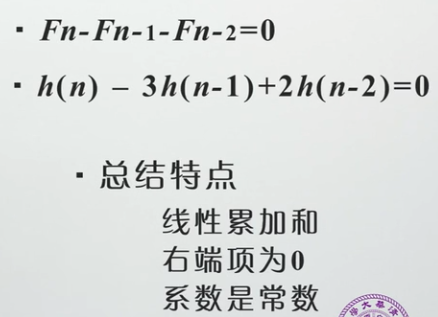 ▪ Fn-Fn-1-Fn-2=0
▪ h(n) – 3h(n-1)+2h(n-2)=0
▪ 总结特点
线性累加和
右端项为0
系数是常数